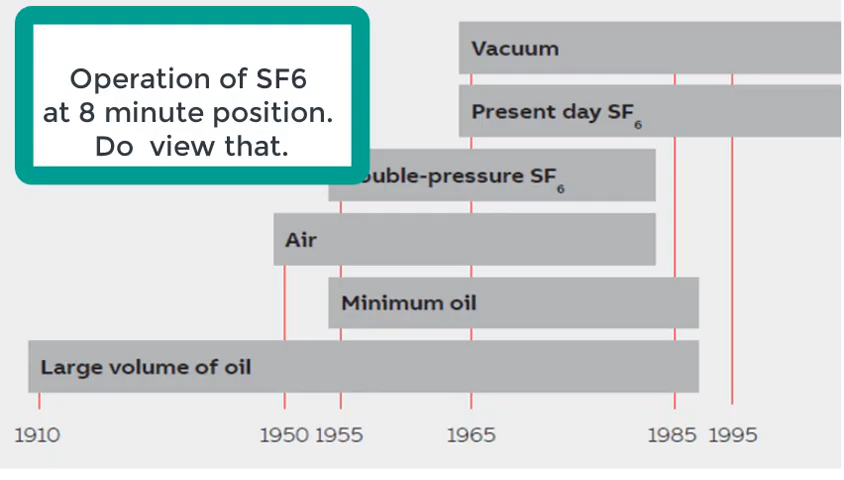 Operation of SF6
at 8 minute position.
Do view that.
Vacuum
Present day SF₆
ouble-pressure SF₆
Air
Minimum oil
Large volume of oil
1910 1950 1955 1965 1985 1995